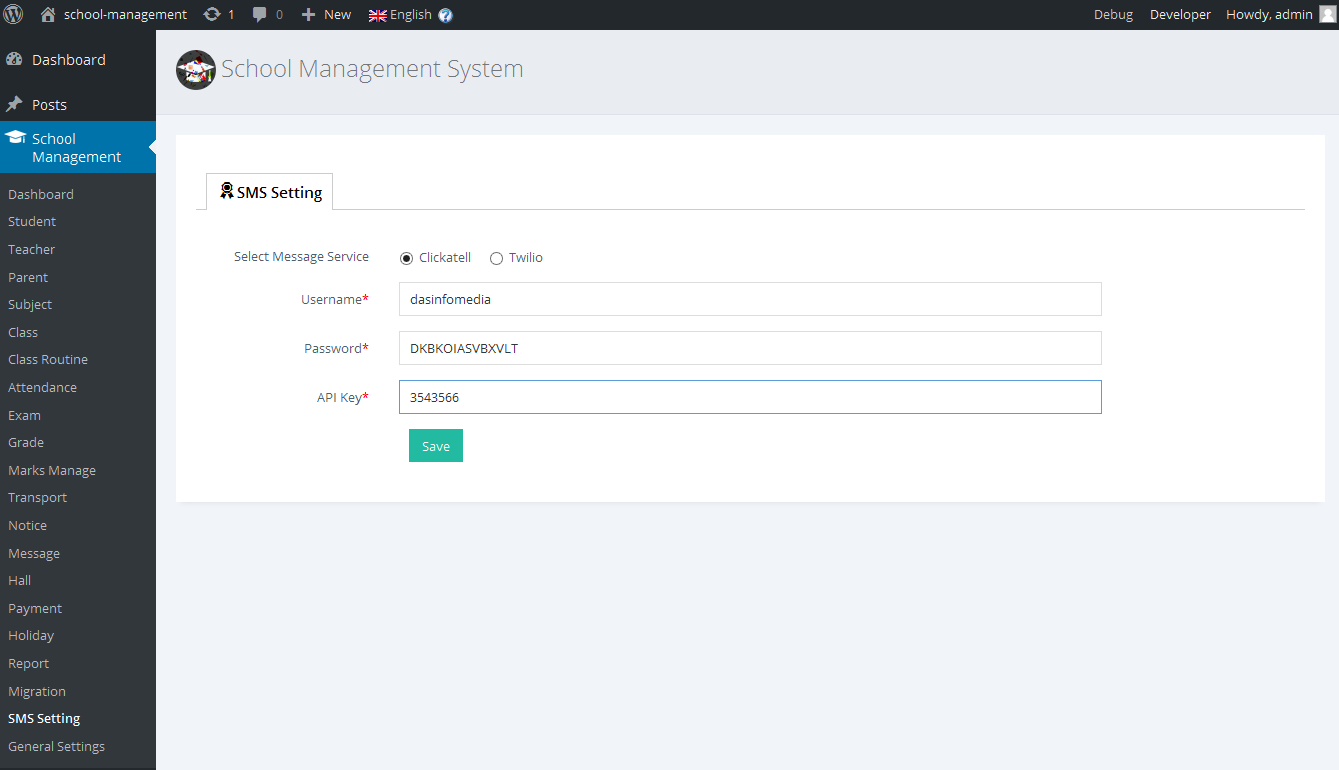 school-management 1 0 New English Debug Developer Howdy, admin
Dashboard
Posts
School
Management
Dashboard
Student
Teacher
Parent
Subject
Class
Class Routine
Attendance
Exam
Grade
Marks Manage
Transport
Notice
Message
Hall
Payment
Holiday
Report
Migration
SMS Setting
General Settings
School Management System
SMS Setting
Select Message Service Clickatell Twilio
Username* dasinfomedia
Password* DKBKOIASVBXVLT
API Key* 3543566
Save